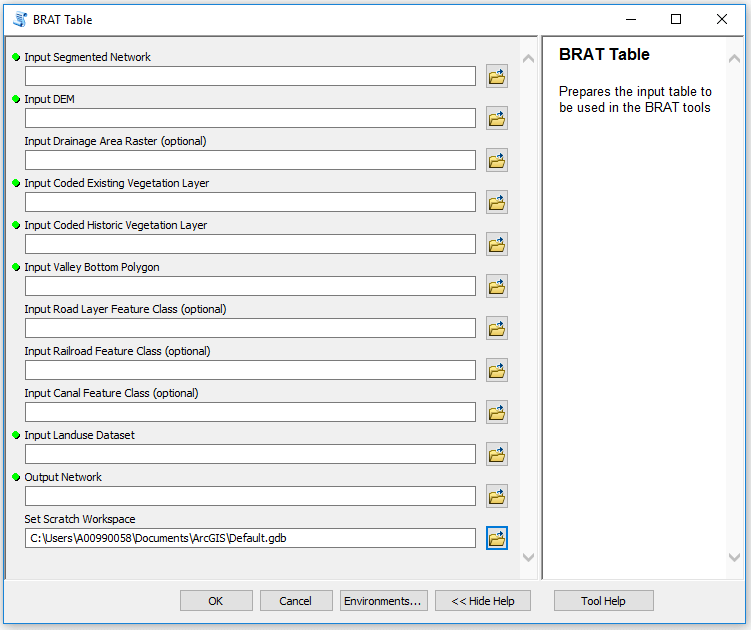 BRAT Table
Input Segmented Network
Input DEM
Input Drainage Area Raster (optional)
Input Coded Existing Vegetation Layer
Input Coded Historic Vegetation Layer
Input Valley Bottom Polygon
Input Road Layer Feature Class (optional)
Input Railroad Feature Class (optional)
Input Canal Feature Class (optional)
Input Landuse Dataset
Output Network
Set Scratch Workspace
C:\Users\A00990058\Documents\ArcGIS\Default.gdb
BRAT Table
Prepares the input table to
be used in the BRAT tools
OK
Cancel
Environments...
<< Hide Help
Tool Help